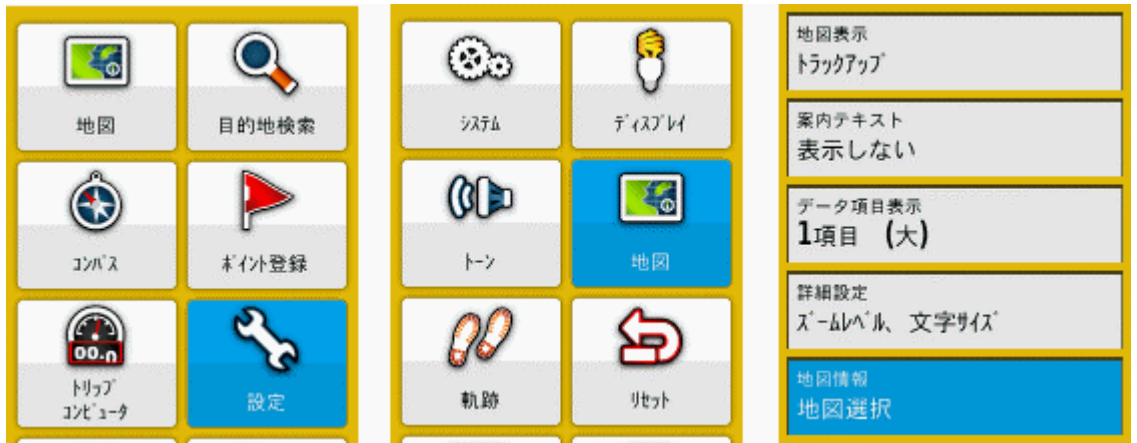 地図
目的地検索
コンパス
ポイント登録
00.n
トリップ
コンピュータ
設定
システム
ディスプレイ
トーン
地図
軌跡
リセット
地図表示
トラックアップ
案内テキスト
表示しない
データ項目表示
1項目 (大)
詳細設定
ズームレベル、文字サイズ
地図情報
地図選択